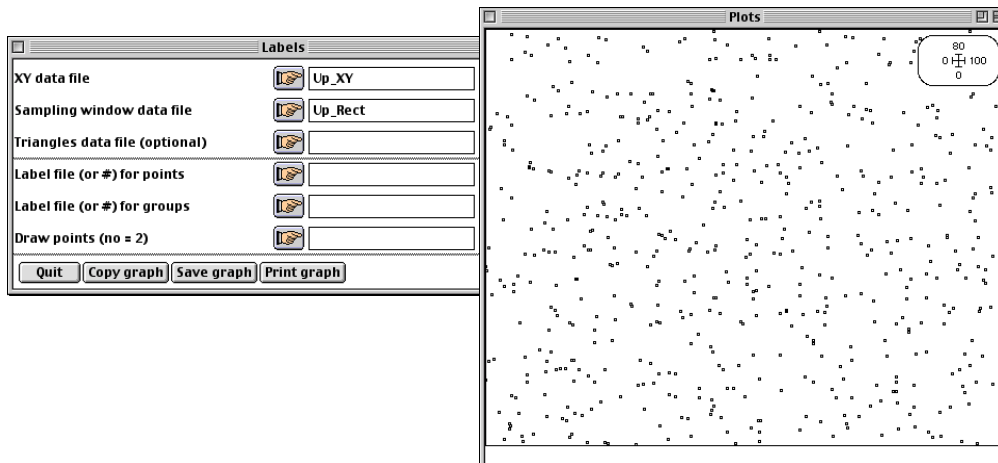 Labels
XY data file
Up_XY
Sampling window data file
Up_Rect
Triangles data file (optional)
Label file (or #) for points
Label file (or #) for groups
Draw points (no = 2)
Quit Copy graph Save graph Print graph
Plots
80
0 100
0